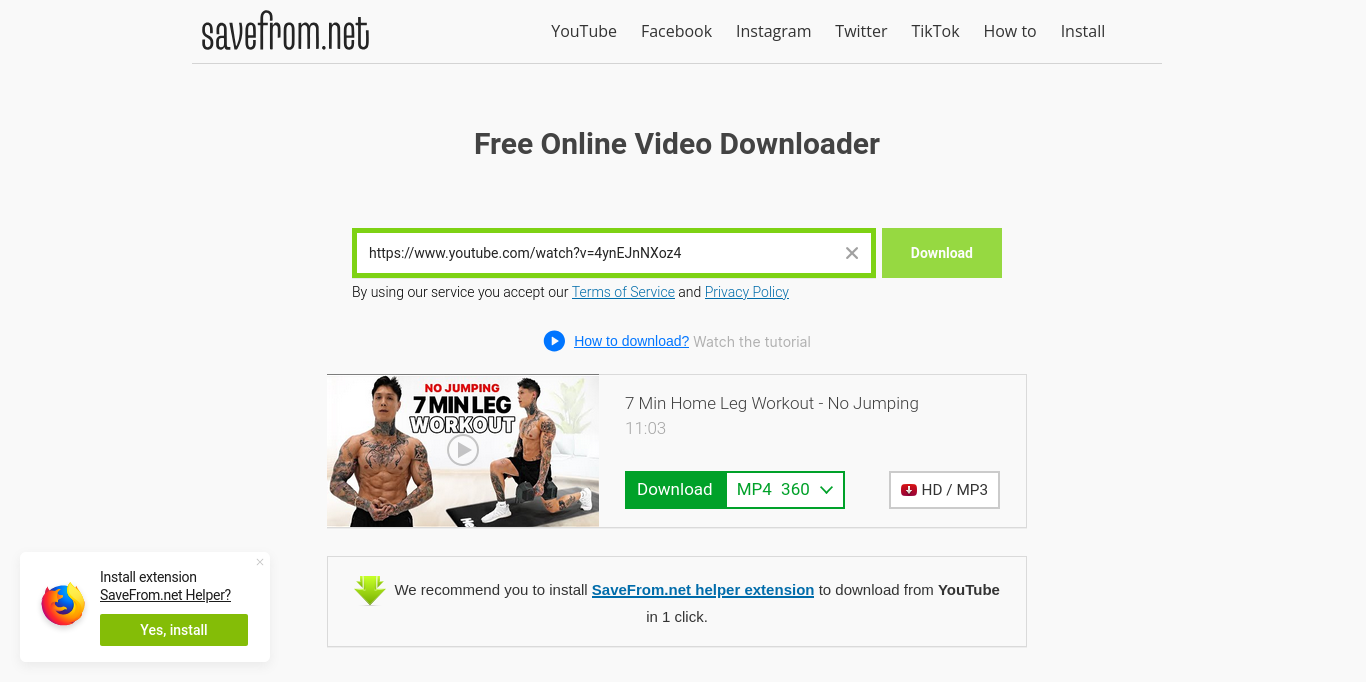 savefrom.net
YouTube Facebook Instagram Twitter TikTok How to Install
Free Online Video Downloader
https://www.youtube.com/watch?v=4ynEJnNXoz4
Download
By using our service you accept our Terms of Service and Privacy Policy
How to download? Watch the tutorial
NO JUMPING
7 MIN LEG
WORKOUT
7 Min Home Leg Workout - No Jumping
11:03
Download MP4 360
HD / MP3
Install extension
SaveFrom.net Helper?
Yes, install
We recommend you to install SaveFrom.net helper extension to download from YouTube
in 1 click.